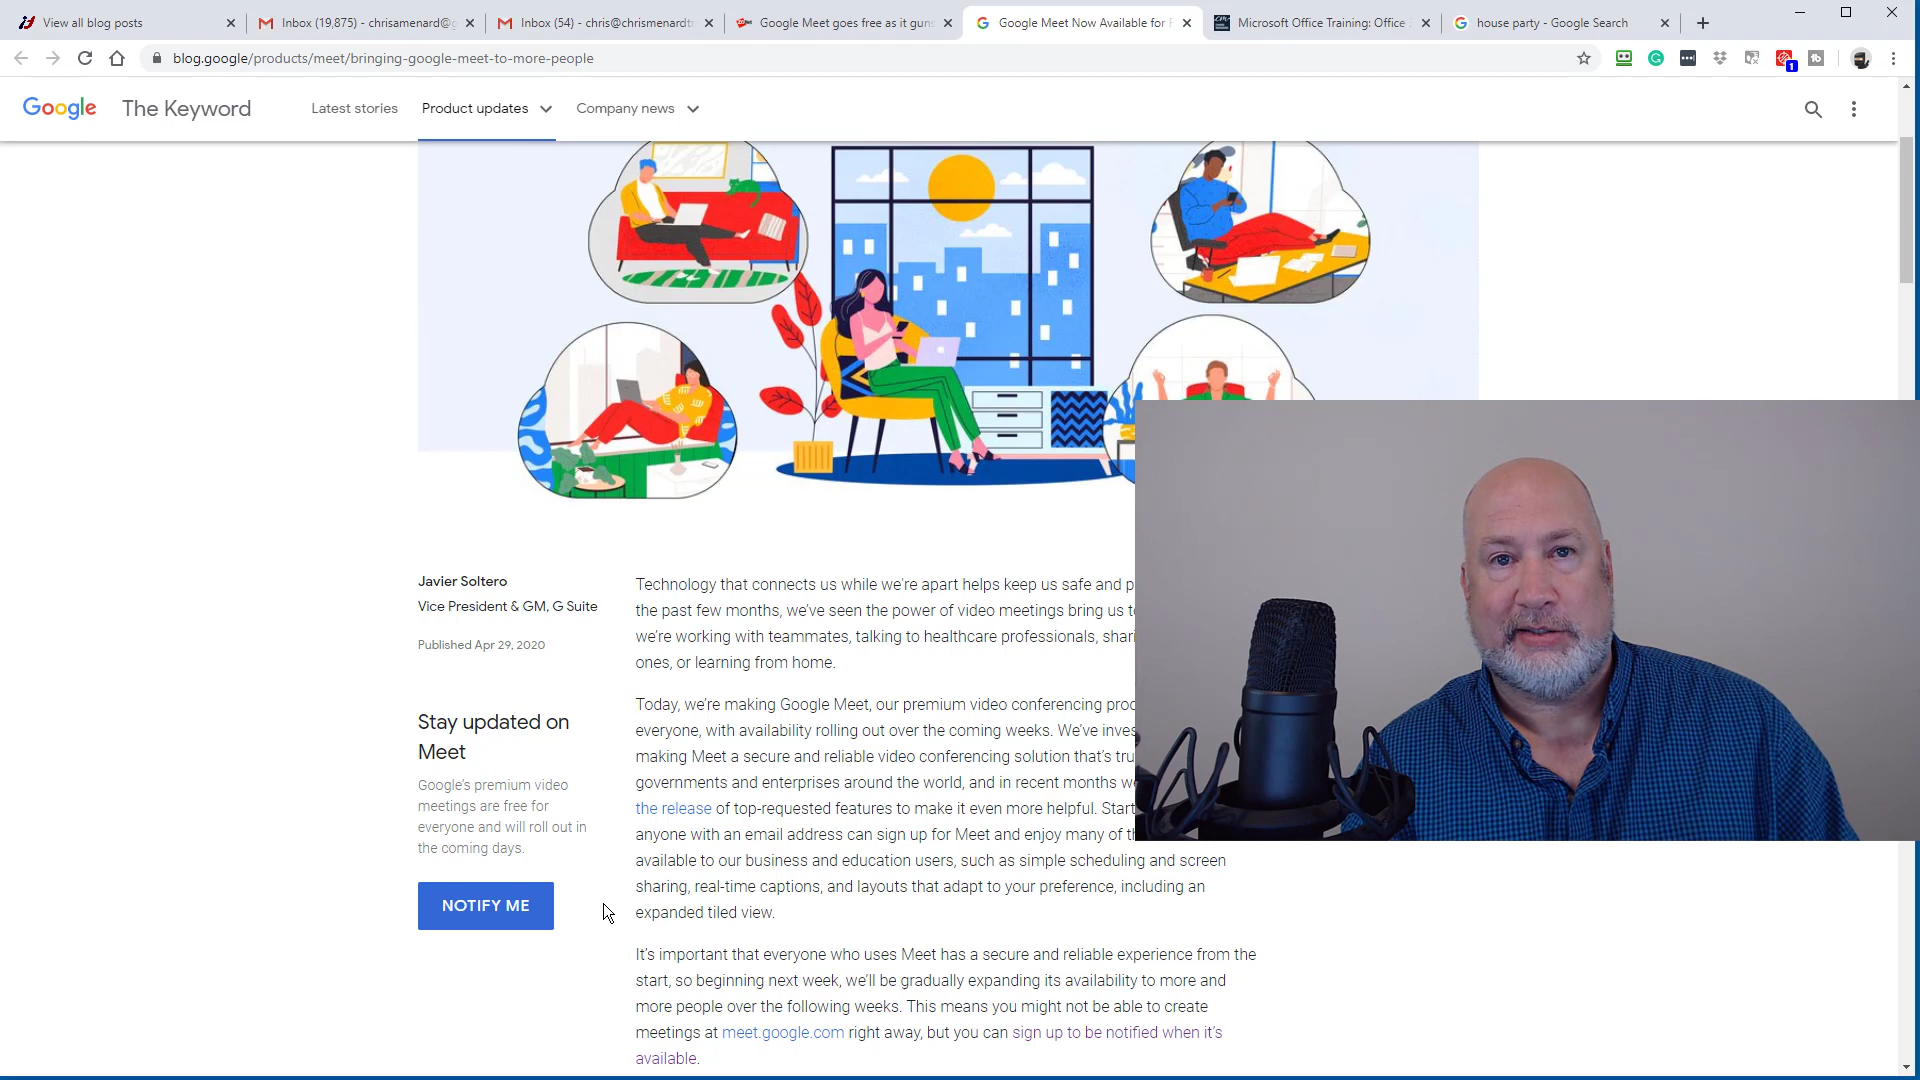 View all blog posts
Inbox (19,875) - chrisamenard@g
Inbox (54) - chris@chrismenardtr
Google Meet goes free as it guns
Google Meet Now Available for F
Microsoft Office Training: Office
house party - Google Search
blog.google/products/meet/bringing-google-meet-to-more-people
1
Google The Keyword
Latest stories
Product updates
Company news
Javier Soltero
Vice President & GM, G Suite
Published Apr 29, 2020
Stay updated on
Meet
Google's premium video
meetings are free for
everyone and will roll out in
the coming days.
NOTIFY ME
Technology that connects us while we're apart helps keep us safe and p
the past few months, we've seen the power of video meetings bring us t
we're working with teammates, talking to healthcare professionals, shari
ones, or learning from home.
Today, we're making Google Meet, our premium video conferencing proc
everyone, with availability rolling out over the coming weeks. We've inves
making Meet a secure and reliable video conferencing solution that's tru
governments and enterprises around the world, and in recent months w
the release of top-requested features to make it even more helpful. Start
anyone with an email address can sign up for Meet and enjoy many of th
available to our business and education users, such as simple scheduling and screen
sharing, real-time captions, and layouts that adapt to your preference, including an
expanded tiled view.
It's important that everyone who uses Meet has a secure and reliable experience from the
start, so beginning next week, we'll be gradually expanding its availability to more and
more people over the following weeks. This means you might not be able to create
meetings at meet.google.com right away, but you can sign up to be notified when it's
available.